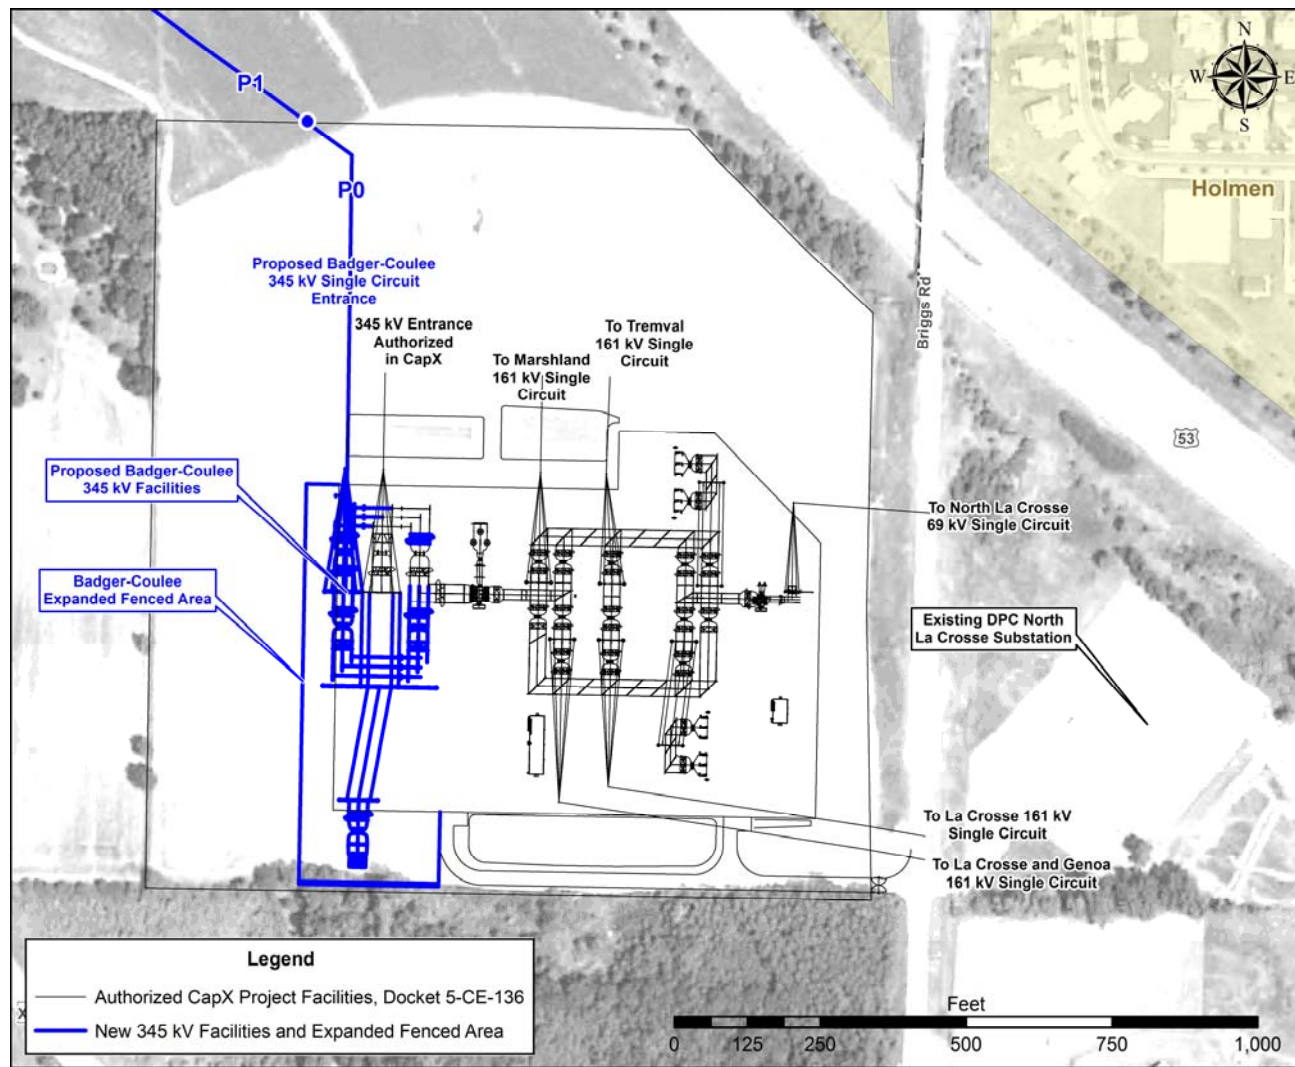 P1
N
W
E
S
Holmen
P0
Proposed Badger-Coulee
345 kV Single Circuit
Entrance
345 kV Entrance
Authorized
in CapX
To Marshland
161 kV Single
Circuit
To Tremval
161 kV Single
Circuit
Briggs Rd
53
Proposed Badger-Coulee
345 kV Facilities
To North La Crosse
69 kV Single Circuit
Badger-Coulee
Expanded Fenced Area
Existing DPC North
La Crosse Substation
To La Crosse 161 kV
Single Circuit
To La Crosse and Genoa
161 kV Single Circuit
Legend
Authorized CapX Project Facilities, Docket 5-CE-136
New 345 kV Facilities and Expanded Fenced Area
Feet
0 125 250 500 750 1,000